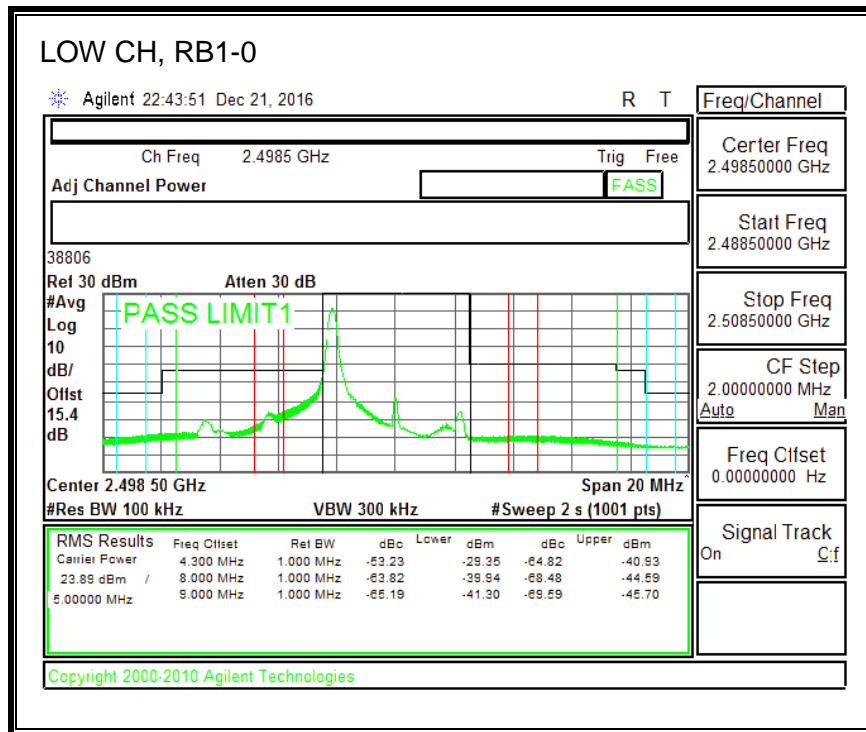 LOW CH, RB1-0
Agilent 22:43:51 Dec 21, 2016 R T
Freq/Channel
Ch Freq 2.4985 GHz Trig Free
Adj Channel Power FASS
Center Freq
2.49850000 GHz
Start Freq
2.48850000 GHz
Stop Freq
2.50850000 GHz
CF Step
2.00000000 MHz
Auto Man
Freq Offset
0.00000000 Hz
Signal Track
On Off
38806
Ref 30 dBm Atten 30 dB
#Avg
Log
10
dB/
Offst
15.4
dB
PASS LIMIT1
Center 2.498 50 GHz Span 20 MHz^
#Res BW 100 kHz VBW 300 kHz #Sweep 2 s (1001 pts)
RMS Results Freq Offset Ref BW dBc Lower dBm dBc Upper dBm
Carrier Power 4.300 MHz 1.000 MHz -53.23 -29.35 -64.82 -40.93
23.89 dBm / 8.000 MHz 1.000 MHz -63.82 -39.94 -68.48 -44.59
5.00000 MHz 9.000 MHz 1.000 MHz -65.19 -41.30 -69.59 -45.70
Copyright 2000-2010 Agilent Technologies